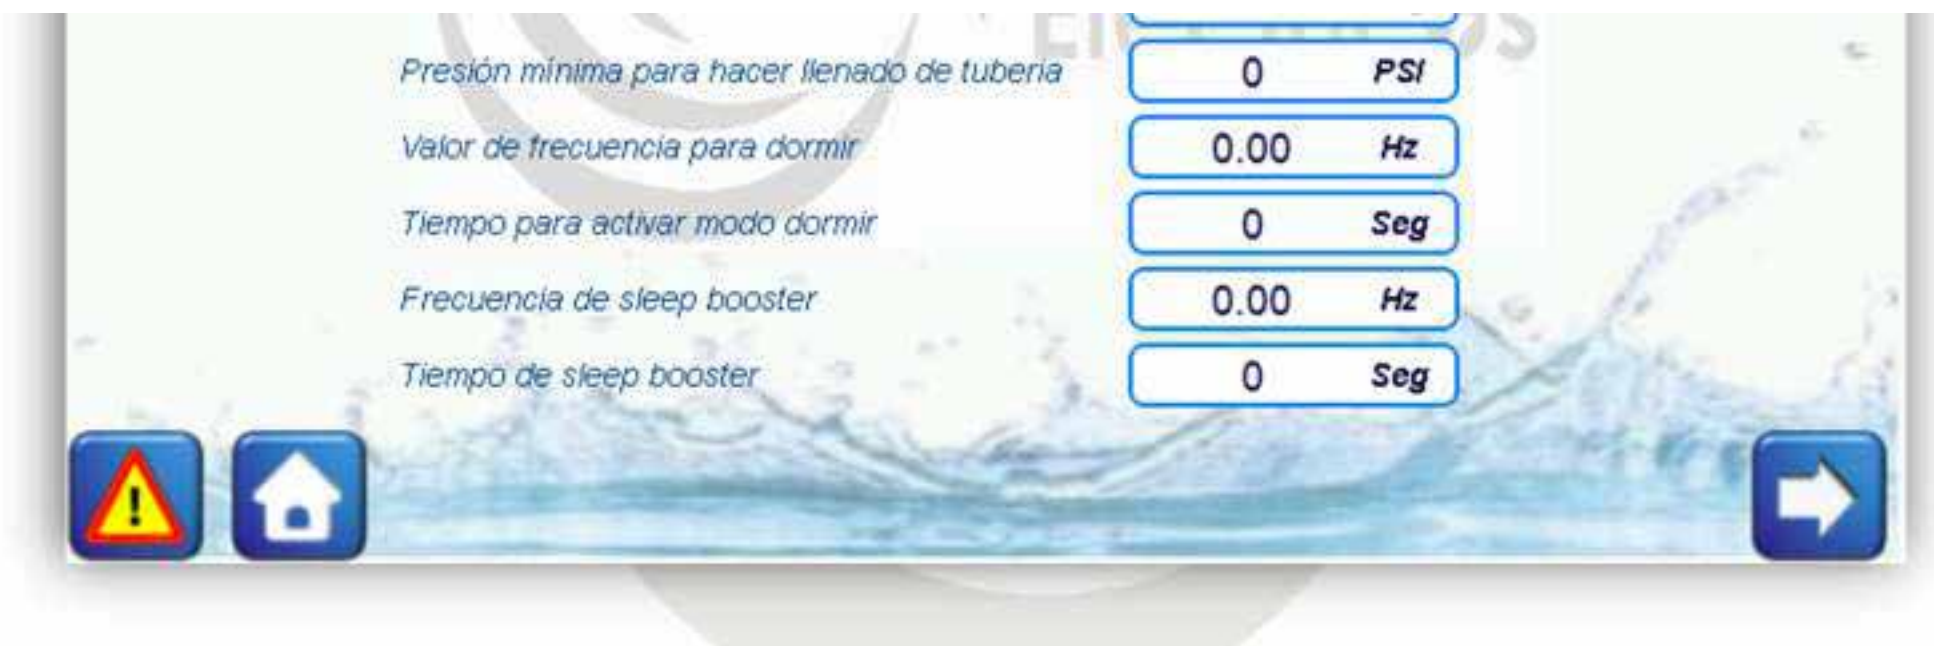 Presión mínima para hacer llenado de tuberia 0 PSI
Valor de frecuencia para dormir 0.00 Hz
Tiempo para activar modo dormir 0 Seg
Frecuencia de sleep booster 0.00 Hz
Tiempo de sleep booster 0 Seg
!